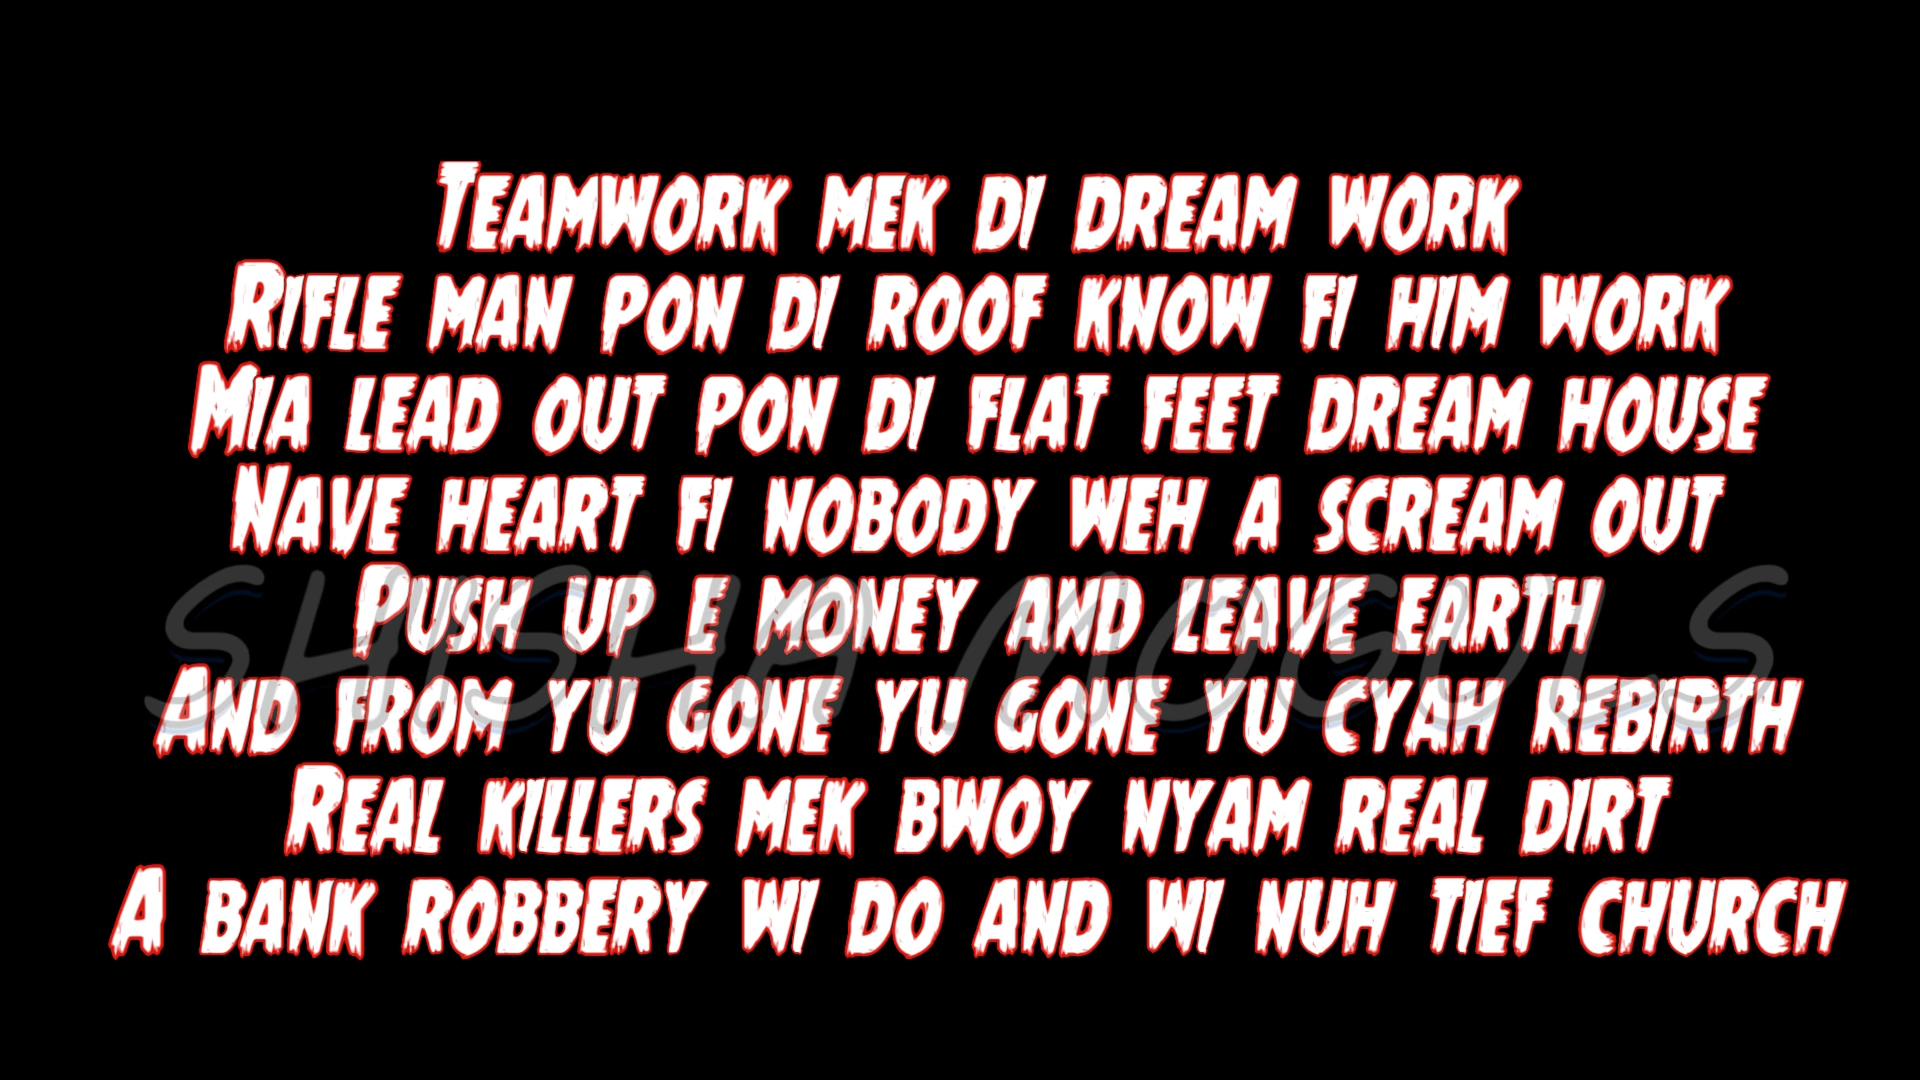 Teamwork mek di dream work
Rifle man pon di roof know fi him work
Mia lead out pon di flat feet dream house
Nave heart fi nobody weh a scream out
Push up e money and leave earth
And from yu gone yu gone yu cyah rebirth
Real killers mek bwoy nyam real dirt
A bank robbery wi do and wi nuh tief church
SHISHA MOGULS